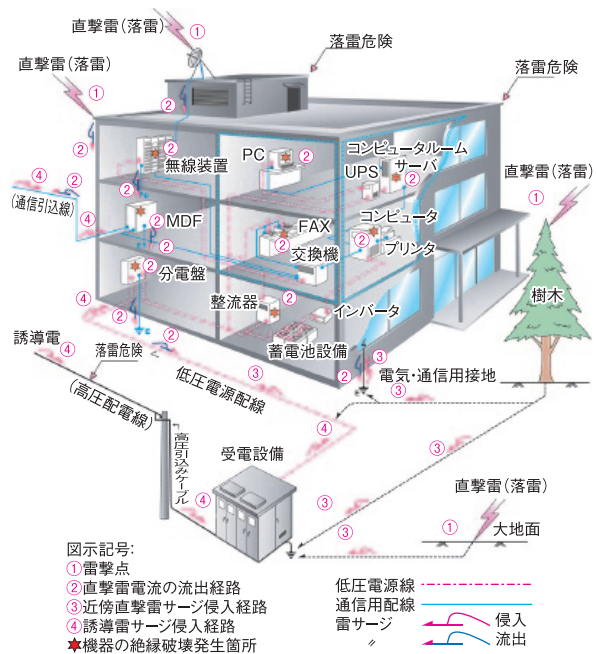 直撃雷(落雷)
①
落雷危険
直撃雷(落雷)
落雷危険
①
②
②
コンピュータルーム
PC
②
サーバ
無線装置
UPS
②
②
直撃雷(落雷)
④
②
(通信引込線)
④
MDF
②
②
FAX
②
交換機
コンピュータ
②
プリンタ
①
樹木
分電盤
②
整流器
②
インバータ
④
②
蓄電池設備
誘導雷
④
落雷危険
②
低圧電源配線
③
②
③
電気・通信用接地
③
(高圧配電線)
④
高圧引込みケーブル
受電設備
③
④
③
③
直撃雷(落雷)
①
大地面
図示記号:
①雷撃点
②直撃雷電流の流出経路
③近傍直撃雷サージ侵入経路
④誘導雷サージ侵入経路
機器の絶縁破壊発生箇所
低圧電源線
通信用配線
雷サージ 侵入
〃 流出